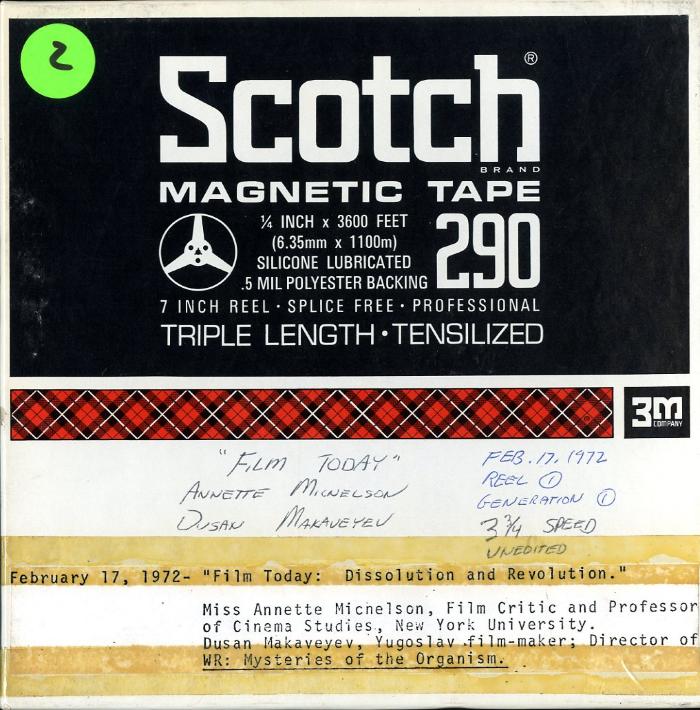 2
Scotch®
BRAND
MAGNETIC TAPE
¼ INCH x 3600 FEET
(6.35mm x 1100m)
SILICONE LUBRICATED
.5 MIL POLYESTER BACKING
290
7 INCH REEL · SPLICE FREE · PROFESSIONAL
TRIPLE LENGTH · TENSILIZED
3M
COMPANY
"FILM TODAY"
ANNETTE MICHELSON
DUSAN MAKAVEYEV
FEB. 17, 1972
REEL ①
GENERATION ①
3 3/4 SPEED
UNEDITED
February 17, 1972- "Film Today: Dissolution and Revolution."
Miss Annette Michelson, Film Critic and Professor
of Cinema Studies, New York University.
Dusan Makaveyev, Yugoslav film-maker; Director of
WR: Mysteries of the Organism.